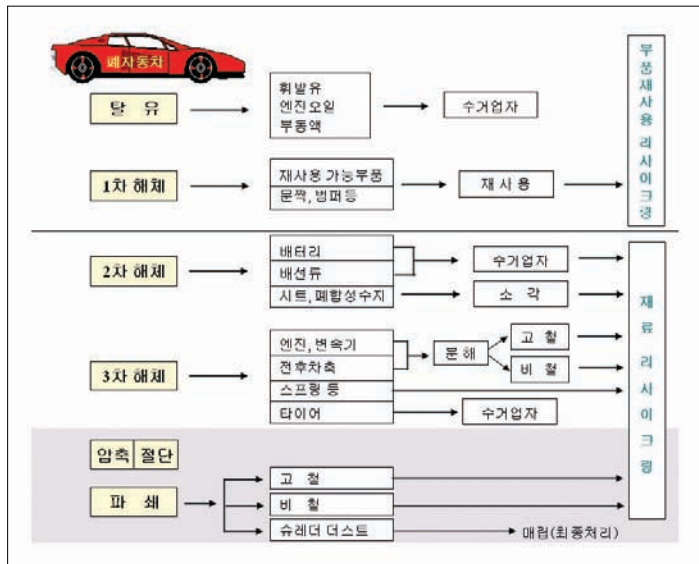 폐자동차
탈 유
휘발유
엔진오일
부동액
수거업자
1차 해체
재사용 가능부품
문짝, 범퍼등
재사용
부품재사용 리사이크링
2차 해체
배터리
배선류
수거업자
시트, 폐합성수지
소 각
3차 해체
엔진, 변속기
전후차축
분해
고 철
비 철
스프링 등
타이어
수거업자
재료 리사이크링
압축 절단
파 쇄
고 철
비 철
슈레더 더스트
매립(최종처리)